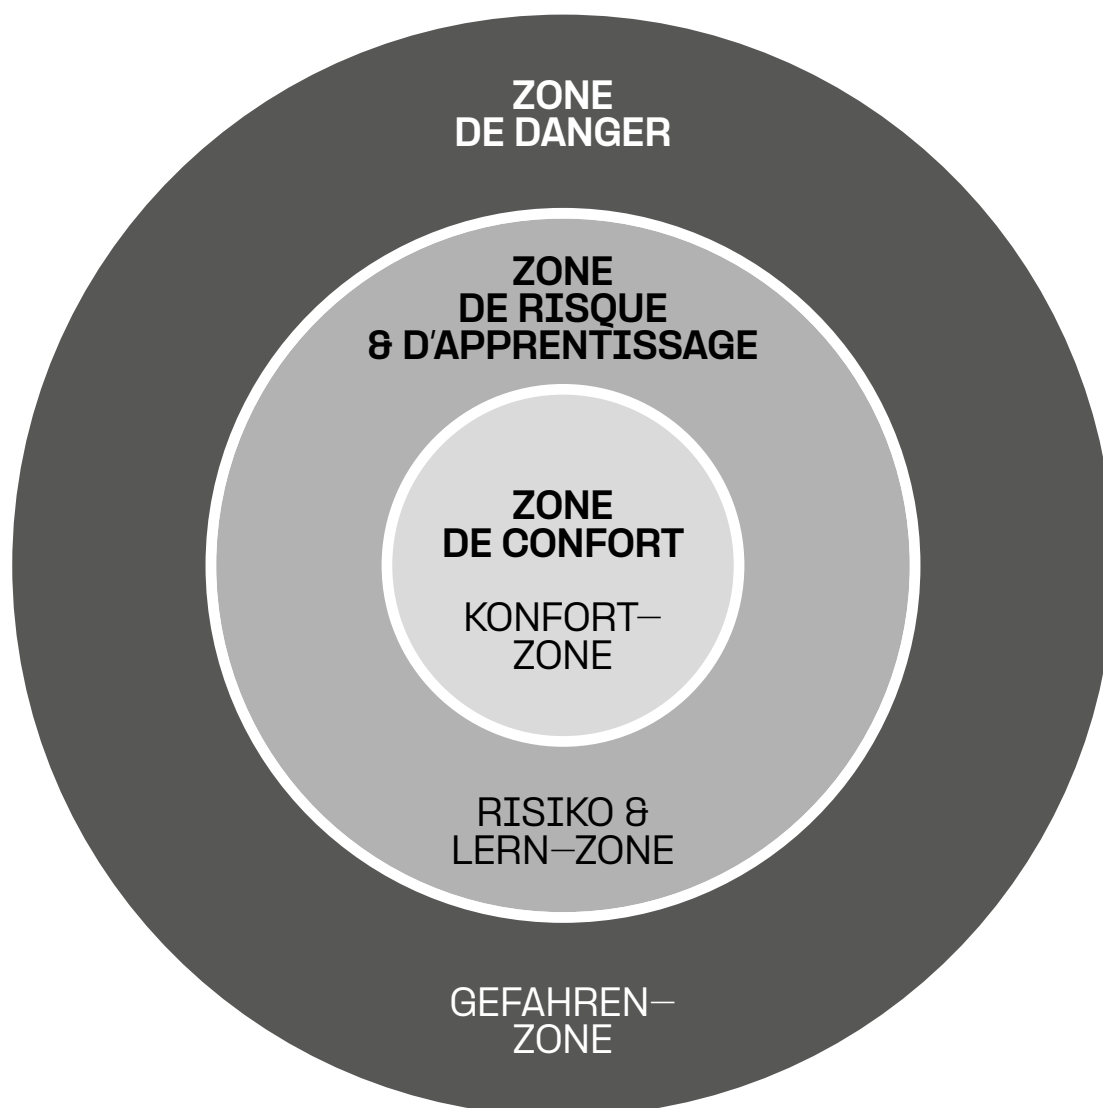 ZONE
DE DANGER
ZONE
DE RISQUE
& D'APPRENTISSAGE
ZONE
DE CONFORT
KONFORT–
ZONE
RISIKO &
LERN–ZONE
GEFAHREN–
ZONE